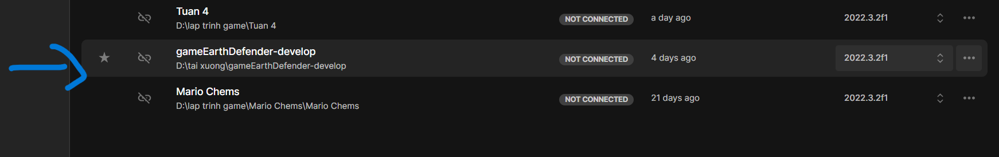 Tuan 4
D:\lap trinh game\Tuan 4
NOT CONNECTED
a day ago
2022.3.2f1
gameEarthDefender-develop
D:\tai xuong\gameEarthDefender-develop
NOT CONNECTED
4 days ago
2022.3.2f1
Mario Chems
D:\lap trinh game\Mario Chems\Mario Chems
NOT CONNECTED
21 days ago
2022.3.2f1